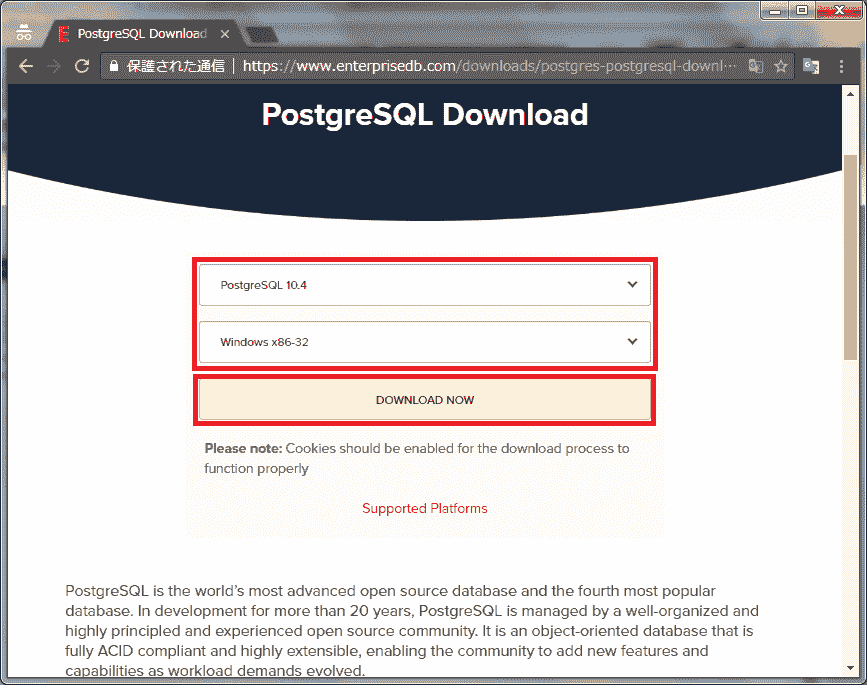 PostgreSQL Download
保護された通信 | https://www.enterprisedb.com/downloads/postgres-postgresql-downl…
PostgreSQL Download
PostgreSQL 10.4
Windows x86-32
DOWNLOAD NOW
Please note: Cookies should be enabled for the download process to
function properly
Supported Platforms
PostgreSQL is the world's most advanced open source database and the fourth most popular
database. In development for more than 20 years, PostgreSQL is managed by a well-organized and
highly principled and experienced open source community. It is an object-oriented database that is
fully ACID compliant and highly extensible, enabling the community to add new features and
capabilities as workload demands evolved.